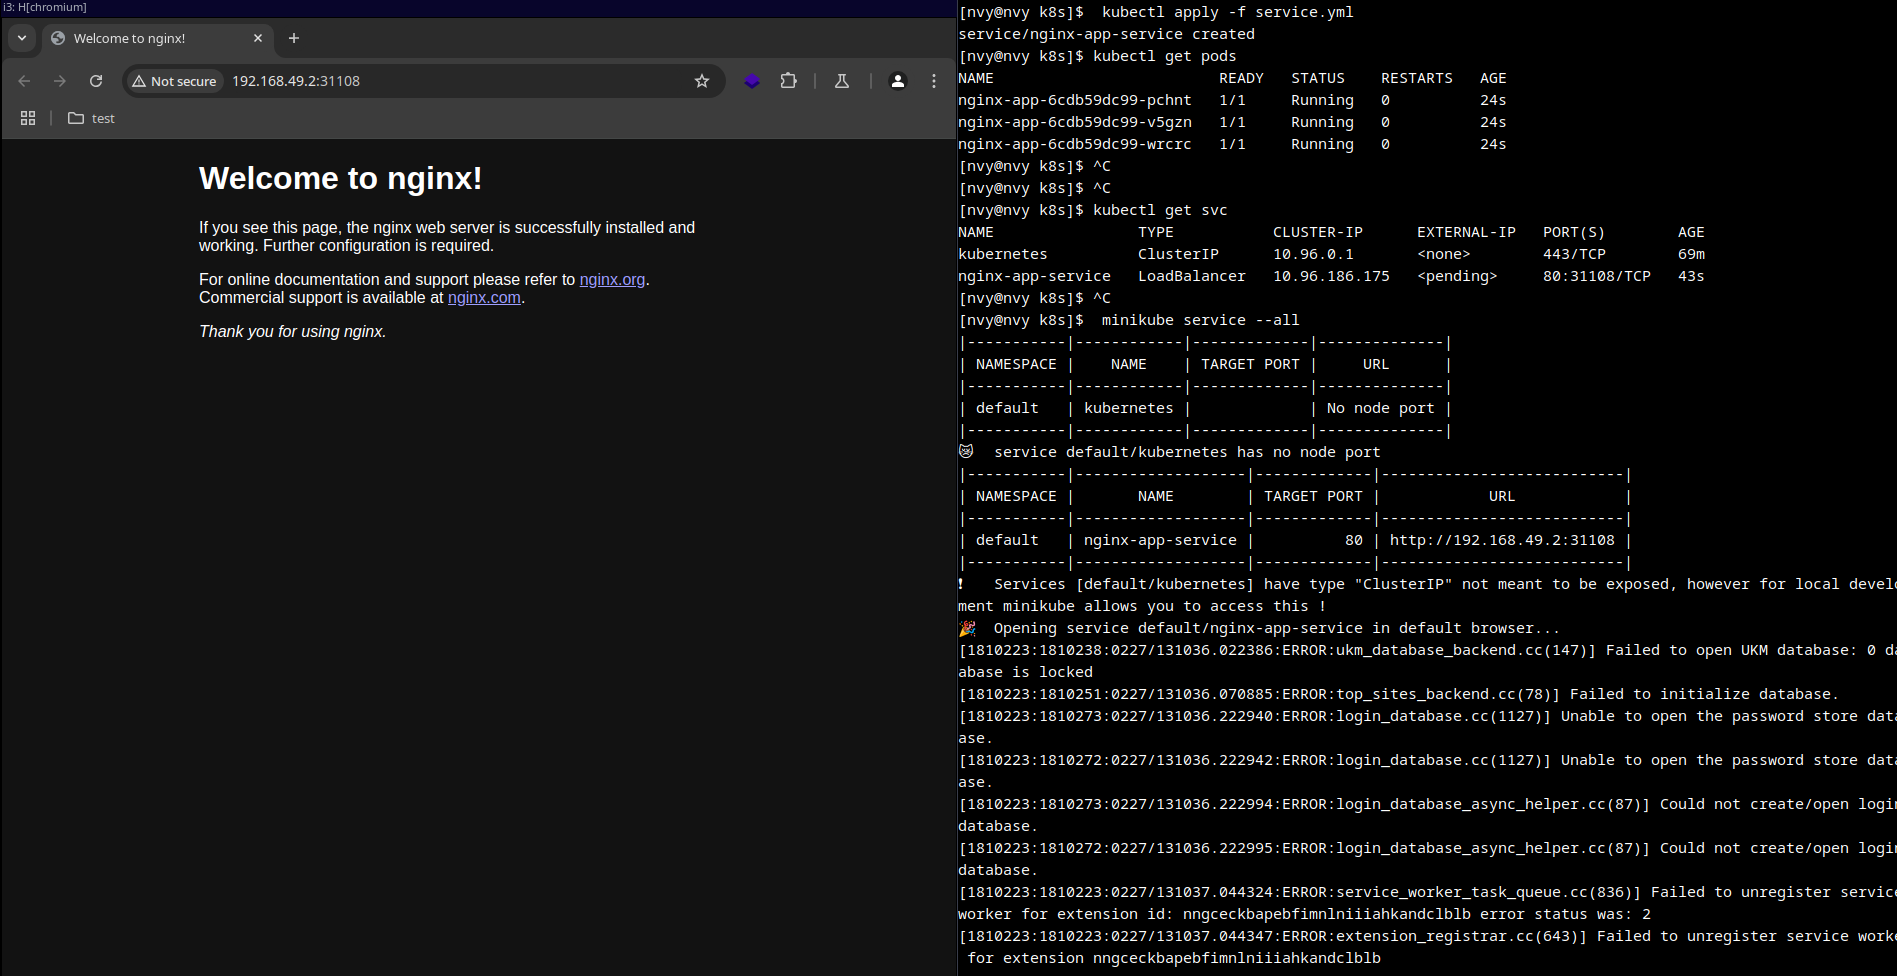 i3: H[chromium]
Welcome to nginx!
Not secure 192.168.49.2:31108
test
Welcome to nginx!
If you see this page, the nginx web server is successfully installed and
working. Further configuration is required.
For online documentation and support please refer to nginx.org.
Commercial support is available at nginx.com.
Thank you for using nginx.
[nvy@nvy k8s]$  kubectl apply -f service.yml
service/nginx-app-service created
[nvy@nvy k8s]$ kubectl get pods
NAME                         READY   STATUS    RESTARTS   AGE
nginx-app-6cdb59dc99-pchnt   1/1     Running   0          24s
nginx-app-6cdb59dc99-v5gzn   1/1     Running   0          24s
nginx-app-6cdb59dc99-wrcrc   1/1     Running   0          24s
[nvy@nvy k8s]$ ^C
[nvy@nvy k8s]$ ^C
[nvy@nvy k8s]$ kubectl get svc
NAME                TYPE           CLUSTER-IP      EXTERNAL-IP   PORT(S)        AGE
kubernetes          ClusterIP      10.96.0.1       <none>        443/TCP        69m
nginx-app-service   LoadBalancer   10.96.186.175   <pending>     80:31108/TCP   43s
[nvy@nvy k8s]$ ^C
[nvy@nvy k8s]$  minikube service --all
|-----------|------------|-------------|--------------|
| NAMESPACE |    NAME    | TARGET PORT |     URL      |
|-----------|------------|-------------|--------------|
| default   | kubernetes |             | No node port |
|-----------|------------|-------------|--------------|
😿  service default/kubernetes has no node port
|-----------|-------------------|-------------|---------------------------|
| NAMESPACE |       NAME        | TARGET PORT |            URL            |
|-----------|-------------------|-------------|---------------------------|
| default   | nginx-app-service |          80 | http://192.168.49.2:31108 |
|-----------|-------------------|-------------|---------------------------|
❗  Services [default/kubernetes] have type "ClusterIP" not meant to be exposed, however for local develo
ment minikube allows you to access this !
🎉  Opening service default/nginx-app-service in default browser...
[1810223:1810238:0227/131036.022386:ERROR:ukm_database_backend.cc(147)] Failed to open UKM database: 0 da
abase is locked
[1810223:1810251:0227/131036.070885:ERROR:top_sites_backend.cc(78)] Failed to initialize database.
[1810223:1810273:0227/131036.222940:ERROR:login_database.cc(1127)] Unable to open the password store data
ase.
[1810223:1810272:0227/131036.222942:ERROR:login_database.cc(1127)] Unable to open the password store data
ase.
[1810223:1810273:0227/131036.222994:ERROR:login_database_async_helper.cc(87)] Could not create/open login
database.
[1810223:1810272:0227/131036.222995:ERROR:login_database_async_helper.cc(87)] Could not create/open login
database.
[1810223:1810223:0227/131037.044324:ERROR:service_worker_task_queue.cc(836)] Failed to unregister service
worker for extension id: nngceckbapebfimnlniiiahkandclblb error status was: 2
[1810223:1810223:0227/131037.044347:ERROR:extension_registrar.cc(643)] Failed to unregister service worke
 for extension nngceckbapebfimnlniiiahkandclblb